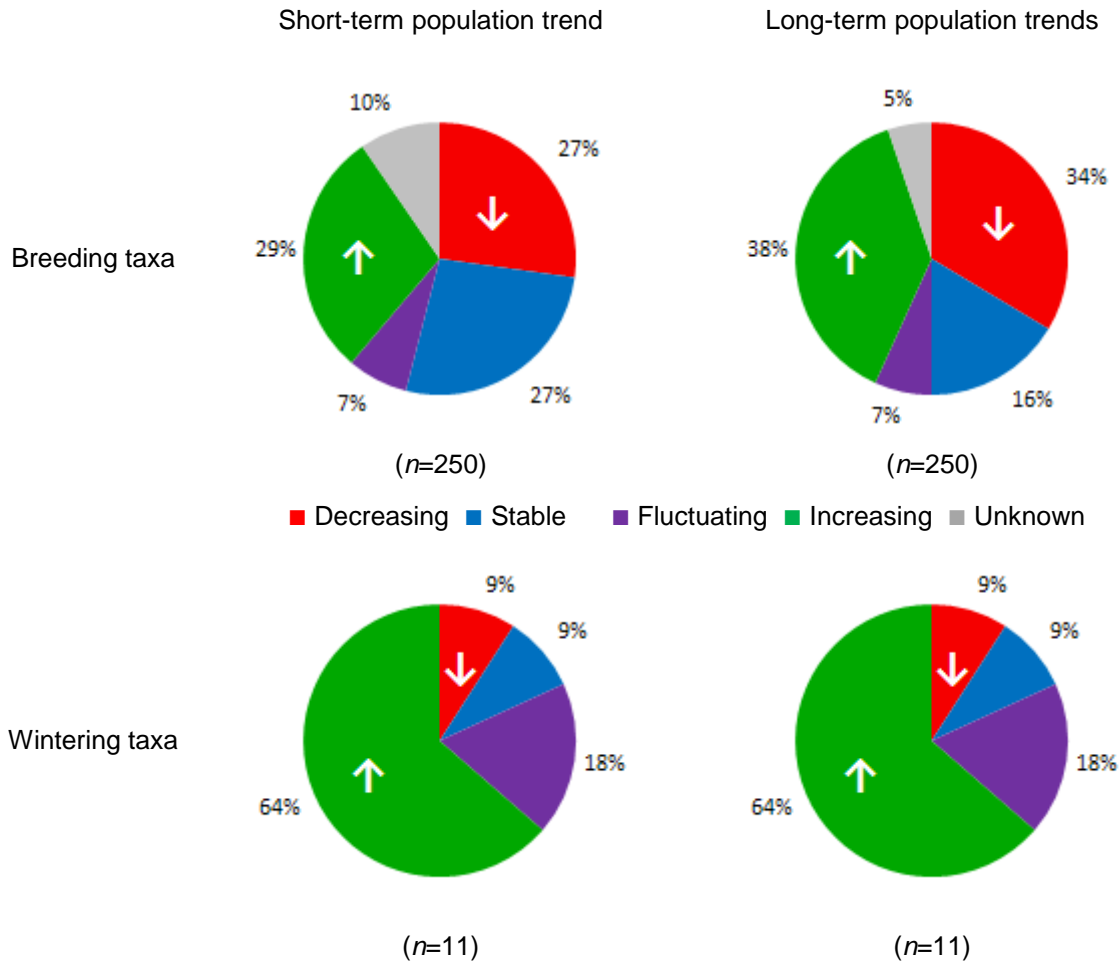 Short-term population trend
Long-term population trends
Breeding taxa
10%
27%
29%
7%
27%
(n=250)
5%
34%
38%
7%
16%
(n=250)
Decreasing Stable Fluctuating Increasing Unknown
Wintering taxa
9%
9%
18%
64%
(n=11)
9%
9%
18%
64%
(n=11)